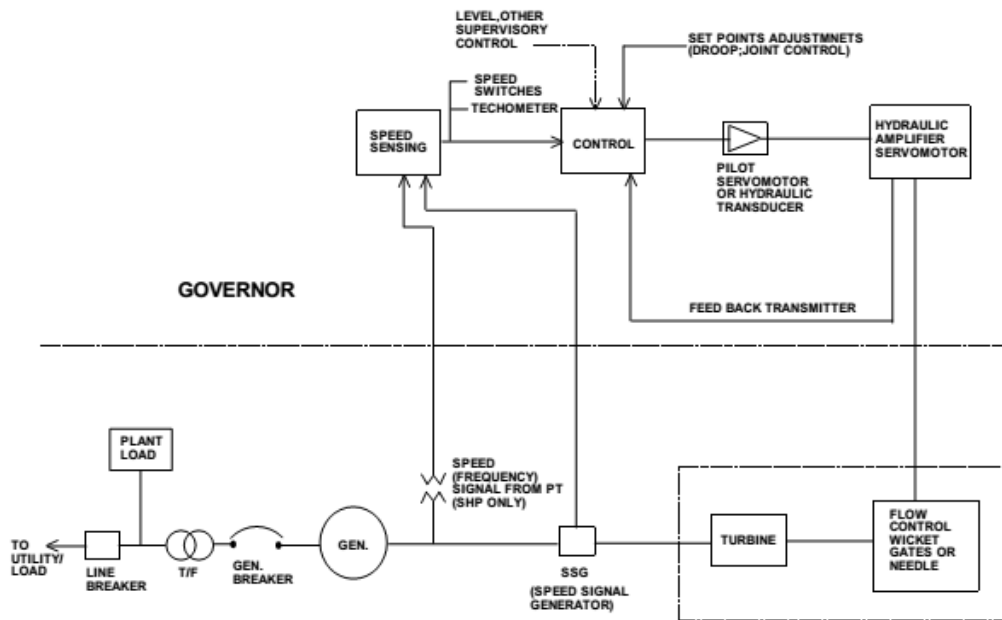 LEVEL,OTHER
SUPERVISORY
CONTROL
SET POINTS ADJUSTMNETS
(DROOP;JOINT CONTROL)
SPEED
SWITCHES
TECHOMETER
SPEED
SENSING
CONTROL
HYDRAULIC
AMPLIFIER
SERVOMOTOR
PILOT
SERVOMOTOR
OR HYDRAULIC
TRANSDUCER
GOVERNOR
FEED BACK TRANSMITTER
PLANT
LOAD
SPEED
(FREQUENCY)
SIGNAL FROM PT
(SHP ONLY)
TO
UTILITY/
LOAD
LINE
BREAKER
T/F
GEN.
BREAKER
GEN.
SSG
(SPEED SIGNAL
GENERATOR)
TURBINE
FLOW
CONTROL
WICKET
GATES OR
NEEDLE